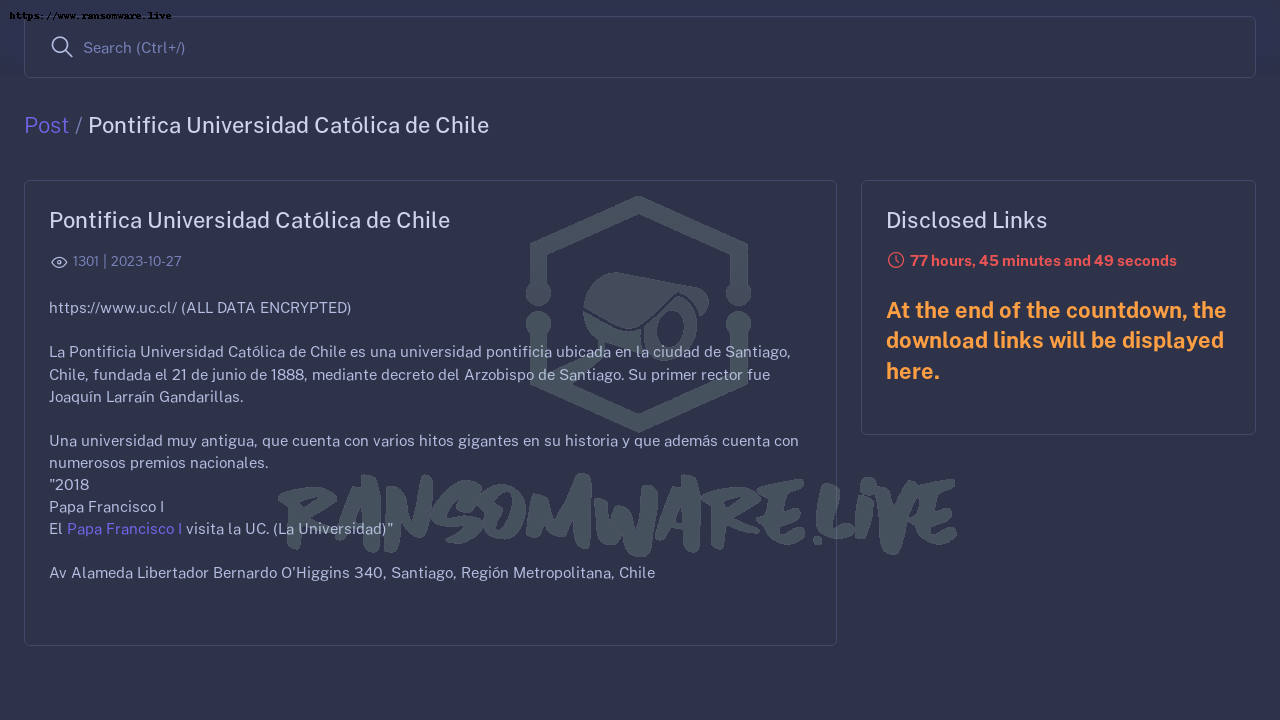 https://www.ransomware.live
Search (Ctrl+/)
Post / Pontifica Universidad Católica de Chile
Pontifica Universidad Católica de Chile
1301 | 2023-10-27
https://www.uc.cl/ (ALL DATA ENCRYPTED)
La Pontificia Universidad Católica de Chile es una universidad pontificia ubicada en la ciudad de Santiago,
Chile, fundada el 21 de junio de 1888, mediante decreto del Arzobispo de Santiago. Su primer rector fue
Joaquín Larraín Gandarillas.
Una universidad muy antigua, que cuenta con varios hitos gigantes en su historia y que además cuenta con
numerosos premios nacionales.
"2018
Papa Francisco I
El Papa Francisco I visita la UC. (La Universidad)"
Av Alameda Libertador Bernardo O'Higgins 340, Santiago, Región Metropolitana, Chile
Disclosed Links
77 hours, 45 minutes and 49 seconds
At the end of the countdown, the
download links will be displayed
here.
RANSOMWARE.LIVE